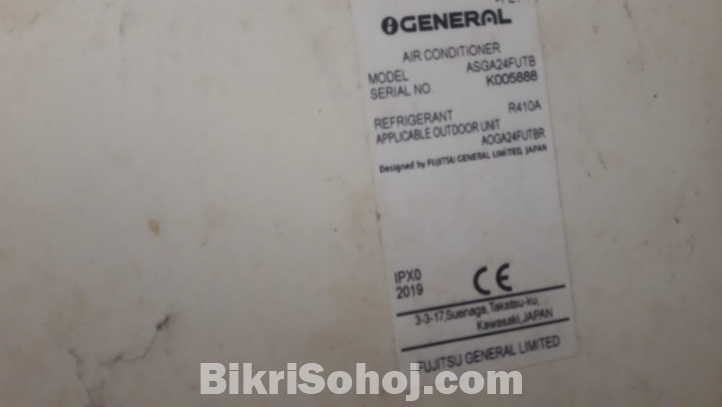 GENERAL
AIR CONDITIONER
MODEL ASGA24FUTB
SERIAL NO. K005888
REFRIGERANT R410A
APPLICABLE OUTDOOR UNIT
AOGA24FUTBR
Designed by FUJITSU GENERAL LIMITED, JAPAN
IPX0
2019
CE
3-3-17,Suenaga,Takatsu-ku,
Kawasaki,JAPAN
FUJITSU GENERAL LIMITED
BikriSohoj.com